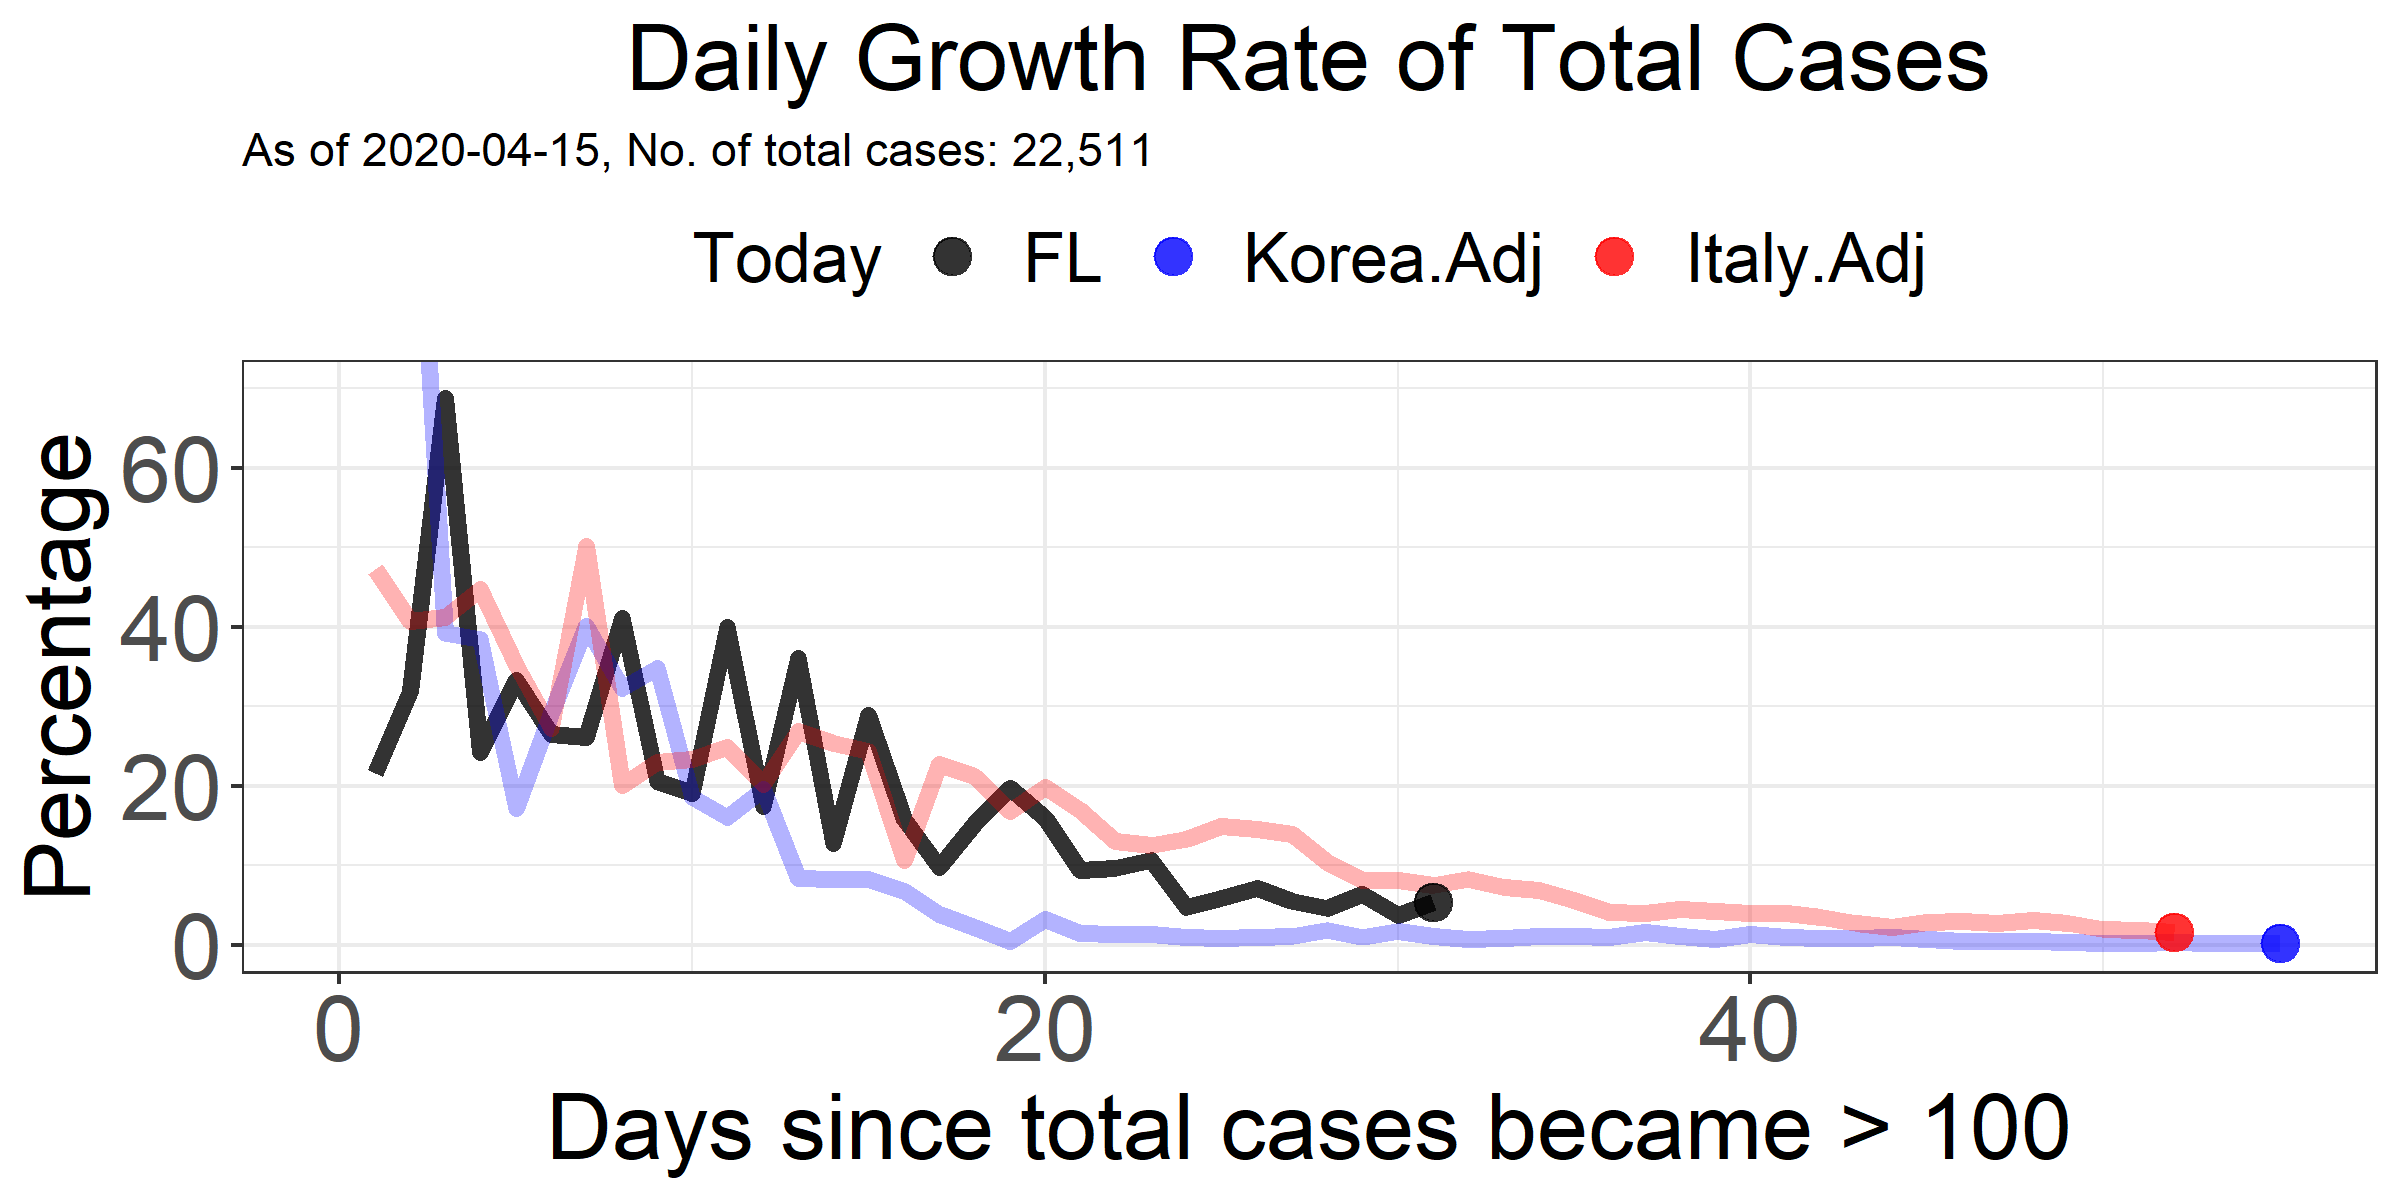 Daily Growth Rate of Total Cases
As of 2020-04-15, No. of total cases: 22,511
Today FL Korea.Adj Italy.Adj
Percentage
60
40
20
0
0 20 40
Days since total cases became > 100